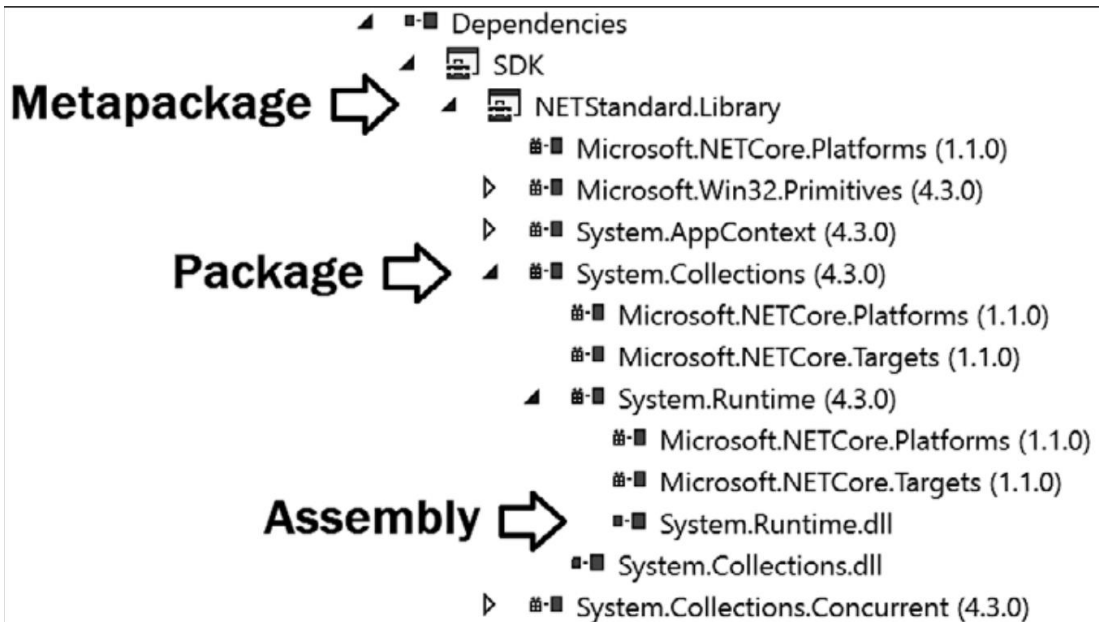 Dependencies
SDK
Metapackage NETStandard.Library
Microsoft.NETCore.Platforms (1.1.0)
Microsoft.Win32.Primitives (4.3.0)
System.AppContext (4.3.0)
Package System.Collections (4.3.0)
Microsoft.NETCore.Platforms (1.1.0)
Microsoft.NETCore.Targets (1.1.0)
System.Runtime (4.3.0)
Microsoft.NETCore.Platforms (1.1.0)
Microsoft.NETCore.Targets (1.1.0)
Assembly System.Runtime.dll
System.Collections.dll
System.Collections.Concurrent (4.3.0)